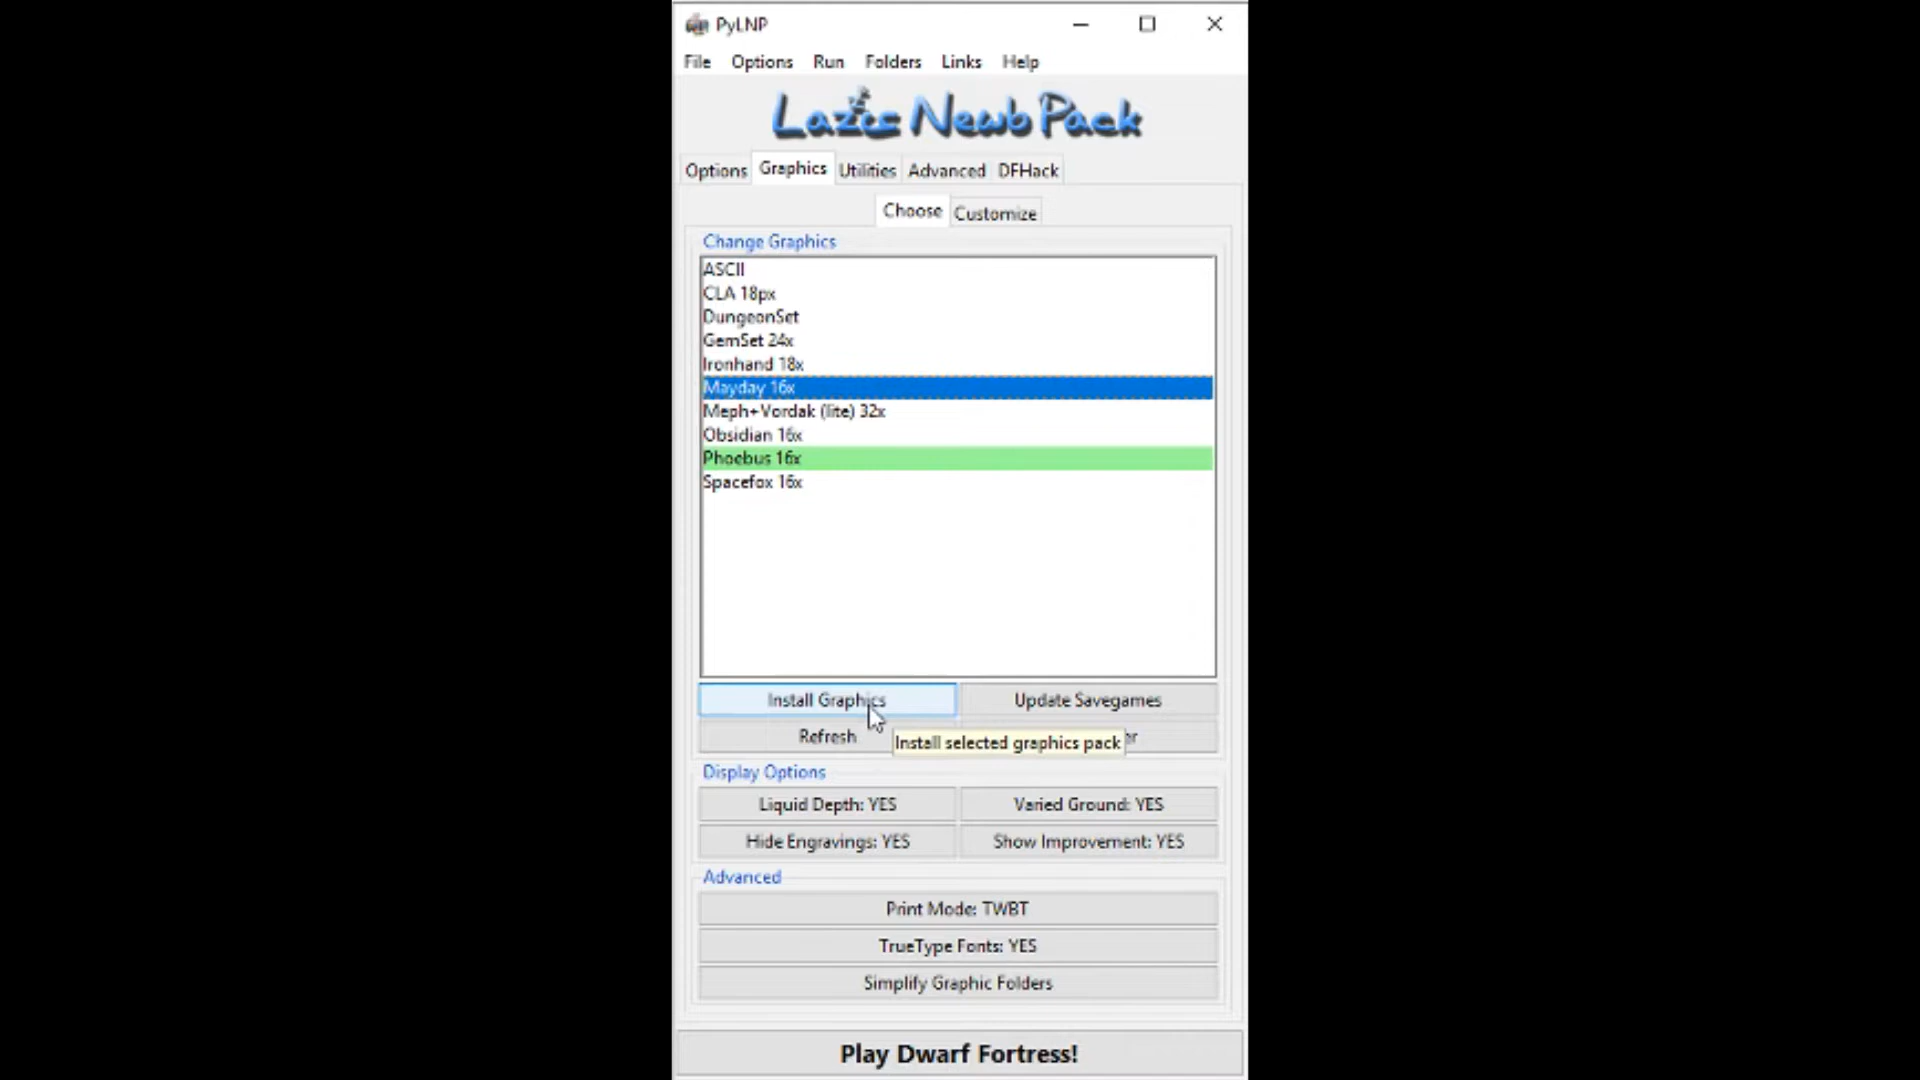 PyLNP
File Options Run Folders Links Help
Lazy Newb Pack
Options Graphics Utilities Advanced DFHack
Choose Customize
Change Graphics
ASCII
CLA 18px
DungeonSet
GemSet 24x
Ironhand 18x
Mayday 16x
Meph+Vordak (lite) 32x
Obsidian 16x
Phoebus 16x
Spacefox 16x
Install Graphics Update Savegames
Refresh
Install selected graphics pack
Display Options
Liquid Depth: YES Varied Ground: YES
Hide Engravings: YES Show Improvement: YES
Advanced
Print Mode: TWBT
TrueType Fonts: YES
Simplify Graphic Folders
Play Dwarf Fortress!